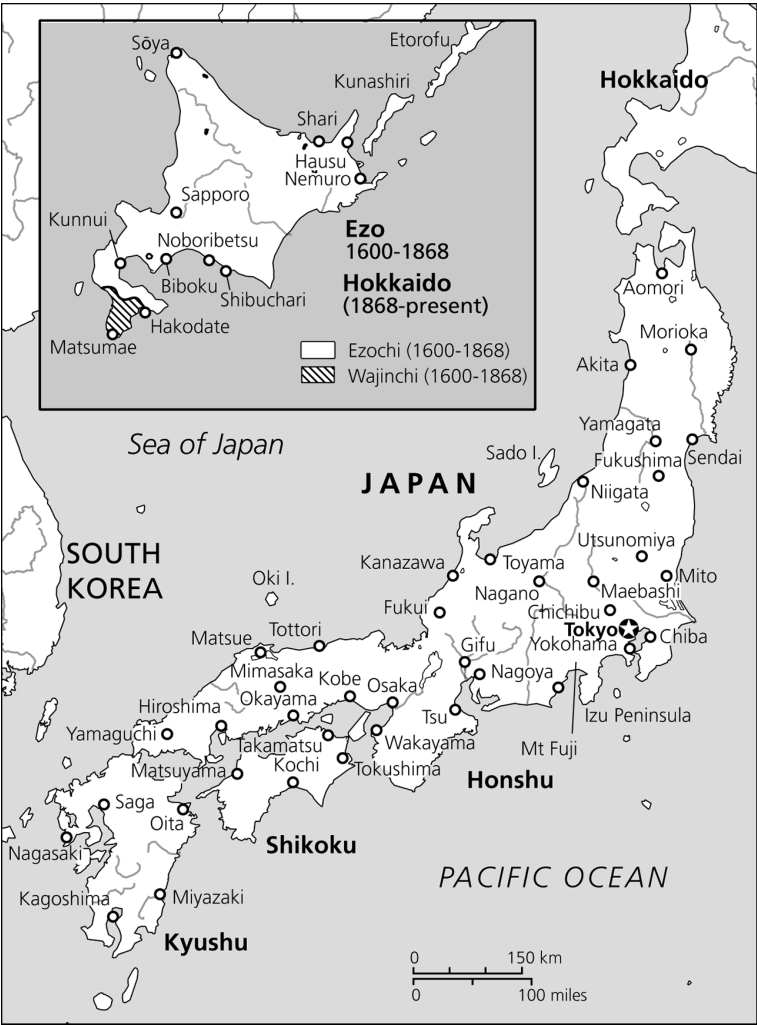 Sōya
Etorofu
Kunashiri
Shari
Hausu
Nemuro
Sapporo
Kunnui
Noboribetsu
Biboku
Shibuchari
Hakodate
Matsumae
Ezo
1600-1868
Hokkaido
(1868-present)
Ezochi (1600-1868)
Wajinchi (1600-1868)
Hokkaido
Aomori
Morioka
Akita
Yamagata
Sendai
Fukushima
Sado I.
Niigata
Sea of Japan
JAPAN
SOUTH
KOREA
Utsunomiya
Kanazawa
Toyama
Mito
Nagano
Maebashi
Oki I.
Chichibu
Fukui
Tokyo
Chiba
Yokohama
Matsue
Tottori
Gifu
Mimasaka
Nagoya
Kobe
Osaka
Okayama
Hiroshima
Izu Peninsula
Tsu
Yamaguchi
Takamatsu
Wakayama
Mt Fuji
Matsuyama
Kochi
Tokushima
Honshu
Saga
Oita
Shikoku
Nagasaki
PACIFIC OCEAN
Kagoshima
Miyazaki
Kyushu
0 150 km
0 100 miles